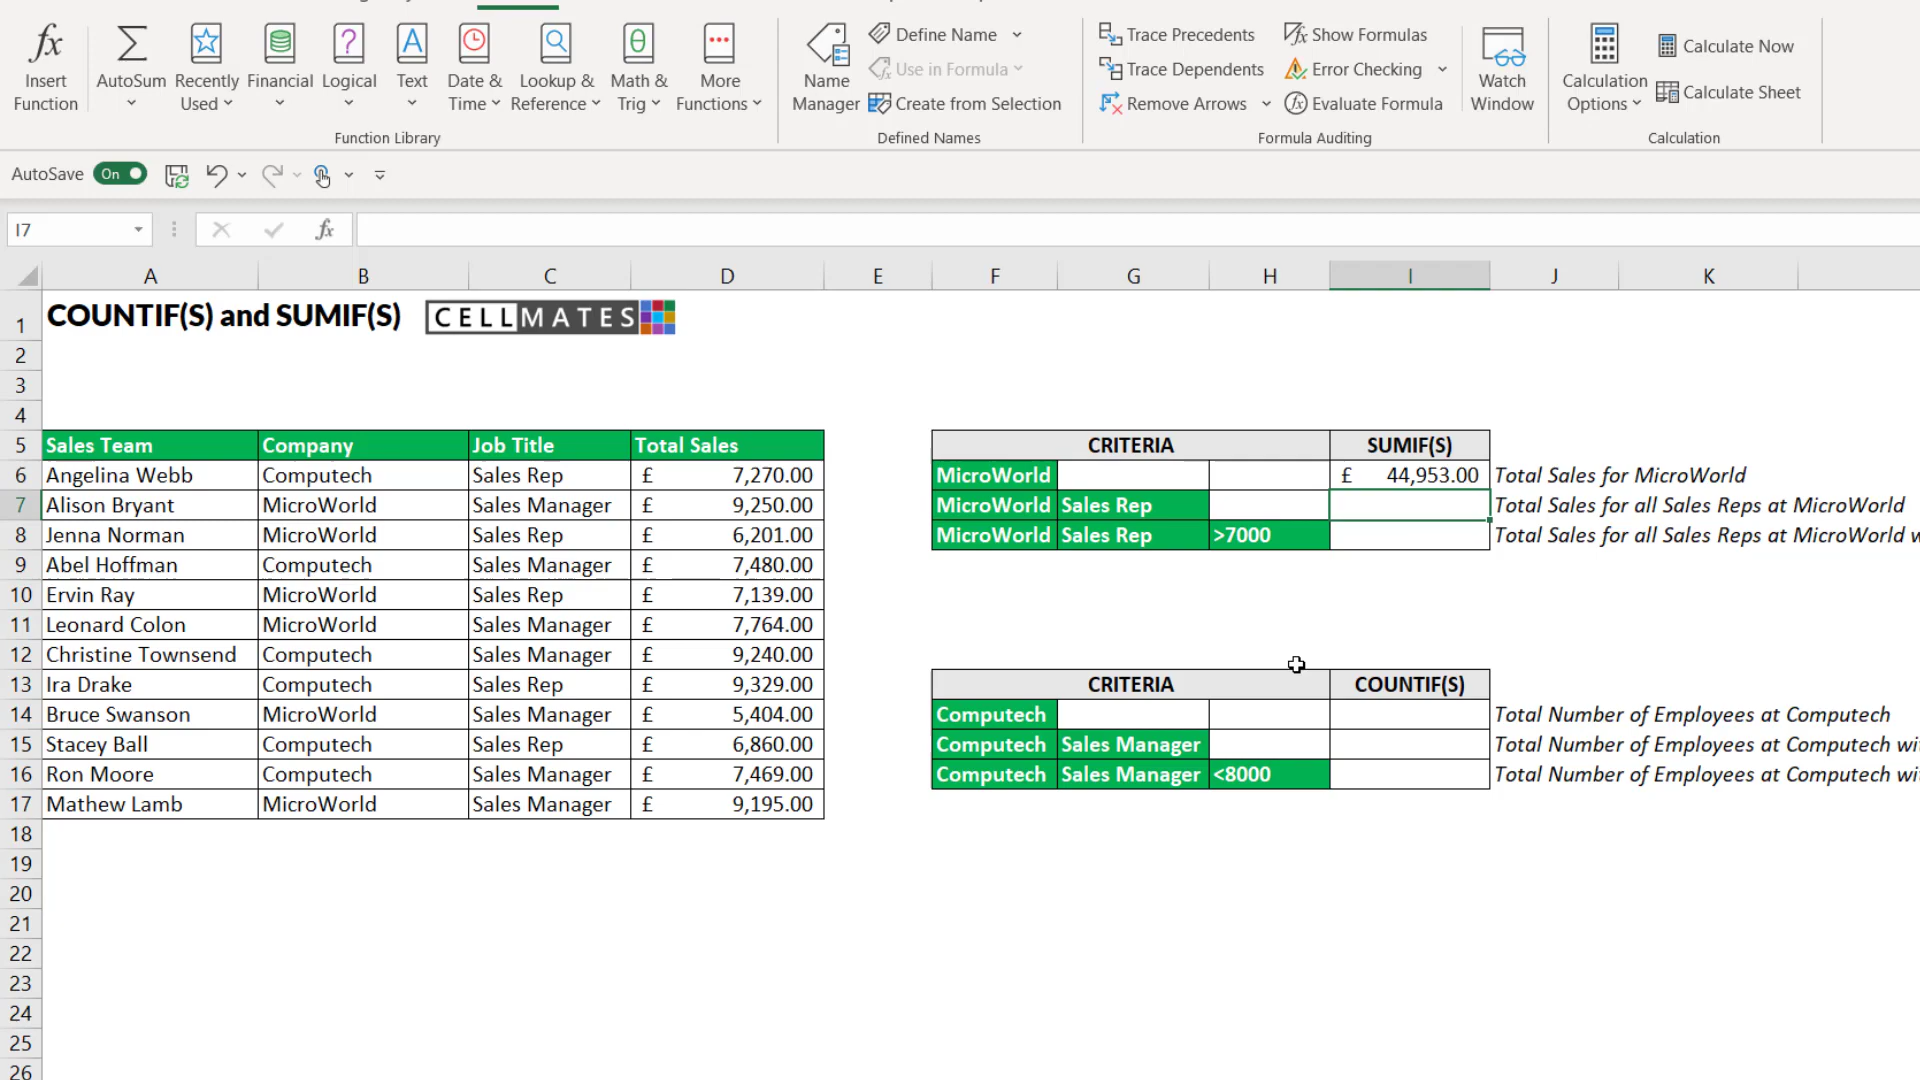 fx
Insert Function
AutoSum
Recently Used
Financial
Logical
Text
Date & Time
Lookup & Reference
Math & Trig
More Functions
Function Library
Name Manager
Define Name
Use in Formula
Create from Selection
Defined Names
Trace Precedents
Trace Dependents
Remove Arrows
Show Formulas
Error Checking
Evaluate Formula
Formula Auditing
Watch Window
Calculation Options
Calculate Now
Calculate Sheet
Calculation
AutoSave On
I7 fx
A B C D E F G H I J K
1 COUNTIF(S) and SUMIF(S) CELLMATES
2
3
4
5 Sales Team Company Job Title Total Sales CRITERIA SUMIF(S)
6 Angelina Webb Computech Sales Rep £ 7,270.00 MicroWorld £ 44,953.00 Total Sales for MicroWorld
7 Alison Bryant MicroWorld Sales Manager £ 9,250.00 MicroWorld Sales Rep Total Sales for all Sales Reps at MicroWorld
8 Jenna Norman MicroWorld Sales Rep £ 6,201.00 MicroWorld Sales Rep >7000 Total Sales for all Sales Reps at MicroWorld w
9 Abel Hoffman Computech Sales Manager £ 7,480.00
10 Ervin Ray MicroWorld Sales Rep £ 7,139.00
11 Leonard Colon MicroWorld Sales Manager £ 7,764.00
12 Christine Townsend Computech Sales Manager £ 9,240.00
13 Ira Drake Computech Sales Rep £ 9,329.00 CRITERIA COUNTIF(S)
14 Bruce Swanson MicroWorld Sales Manager £ 5,404.00 Computech Total Number of Employees at Computech
15 Stacey Ball Computech Sales Rep £ 6,860.00 Computech Sales Manager Total Number of Employees at Computech wi
16 Ron Moore Computech Sales Manager £ 7,469.00 Computech Sales Manager <8000 Total Number of Employees at Computech wi
17 Mathew Lamb MicroWorld Sales Manager £ 9,195.00
18
19
20
21
22
23
24
25
26